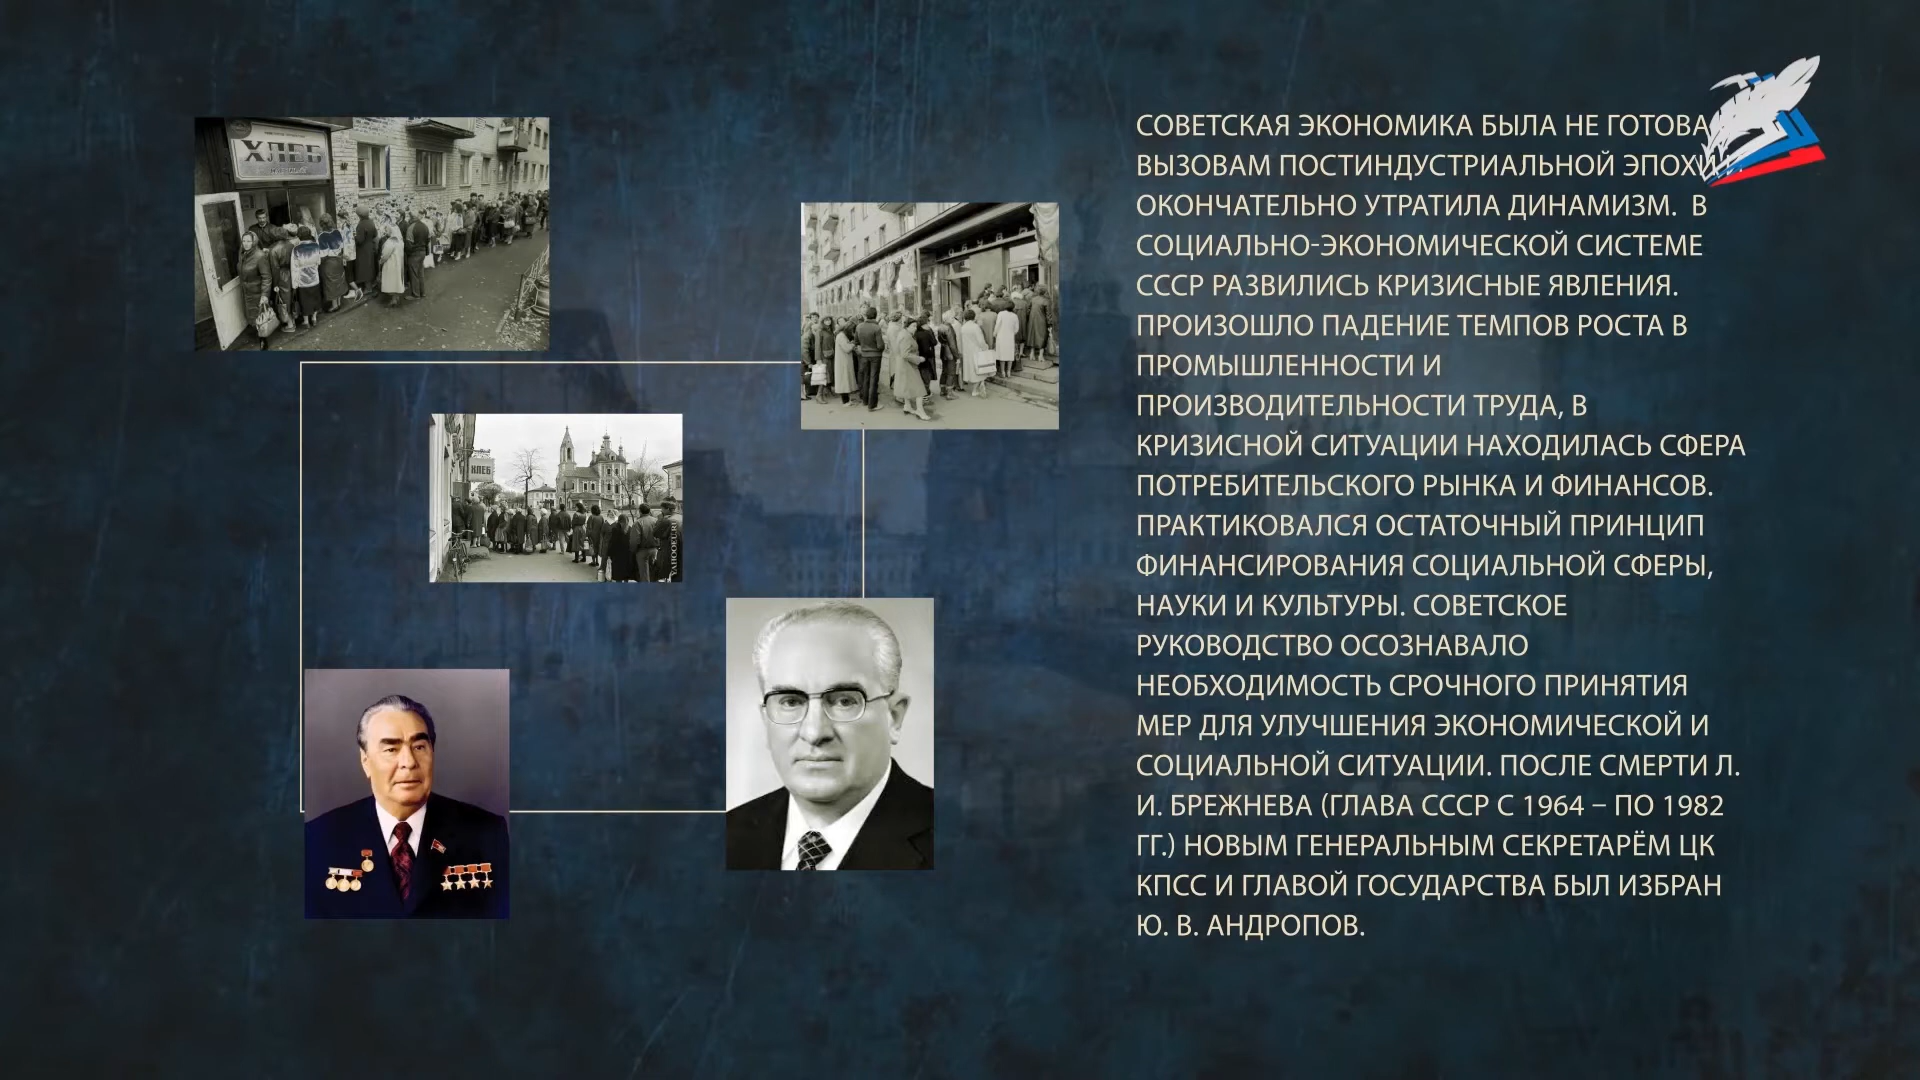 ХЛЕБ
ХЛЕБ
YAHOOEU.RU
СОВЕТСКАЯ ЭКОНОМИКА БЫЛА НЕ ГОТОВА
ВЫЗОВАМ ПОСТИНДУСТРИАЛЬНОЙ ЭПОХИ И
ОКОНЧАТЕЛЬНО УТРАТИЛА ДИНАМИЗМ. В
СОЦИАЛЬНО-ЭКОНОМИЧЕСКОЙ СИСТЕМЕ
СССР РАЗВИЛИСЬ КРИЗИСНЫЕ ЯВЛЕНИЯ.
ПРОИЗОШЛО ПАДЕНИЕ ТЕМПОВ РОСТА В
ПРОМЫШЛЕННОСТИ И
ПРОИЗВОДИТЕЛЬНОСТИ ТРУДА, В
КРИЗИСНОЙ СИТУАЦИИ НАХОДИЛАСЬ СФЕРА
ПОТРЕБИТЕЛЬСКОГО РЫНКА И ФИНАНСОВ.
ПРАКТИКОВАЛСЯ ОСТАТОЧНЫЙ ПРИНЦИП
ФИНАНСИРОВАНИЯ СОЦИАЛЬНОЙ СФЕРЫ,
НАУКИ И КУЛЬТУРЫ. СОВЕТСКОЕ
РУКОВОДСТВО ОСОЗНАВАЛО
НЕОБХОДИМОСТЬ СРОЧНОГО ПРИНЯТИЯ
МЕР ДЛЯ УЛУЧШЕНИЯ ЭКОНОМИЧЕСКОЙ И
СОЦИАЛЬНОЙ СИТУАЦИИ. ПОСЛЕ СМЕРТИ Л.
И. БРЕЖНЕВА (ГЛАВА СССР С 1964 – ПО 1982
ГГ.) НОВЫМ ГЕНЕРАЛЬНЫМ СЕКРЕТАРЁМ ЦК
КПСС И ГЛАВОЙ ГОСУДАРСТВА БЫЛ ИЗБРАН
Ю. В. АНДРОПОВ.